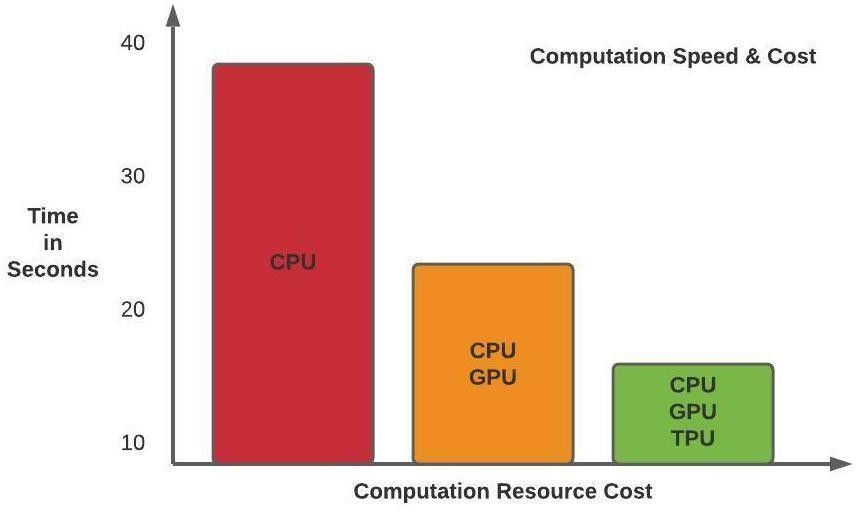 Computation Speed & Cost
40
30
20
10
Time
in
Seconds
CPU
CPU
GPU
CPU
GPU
TPU
Computation Resource Cost